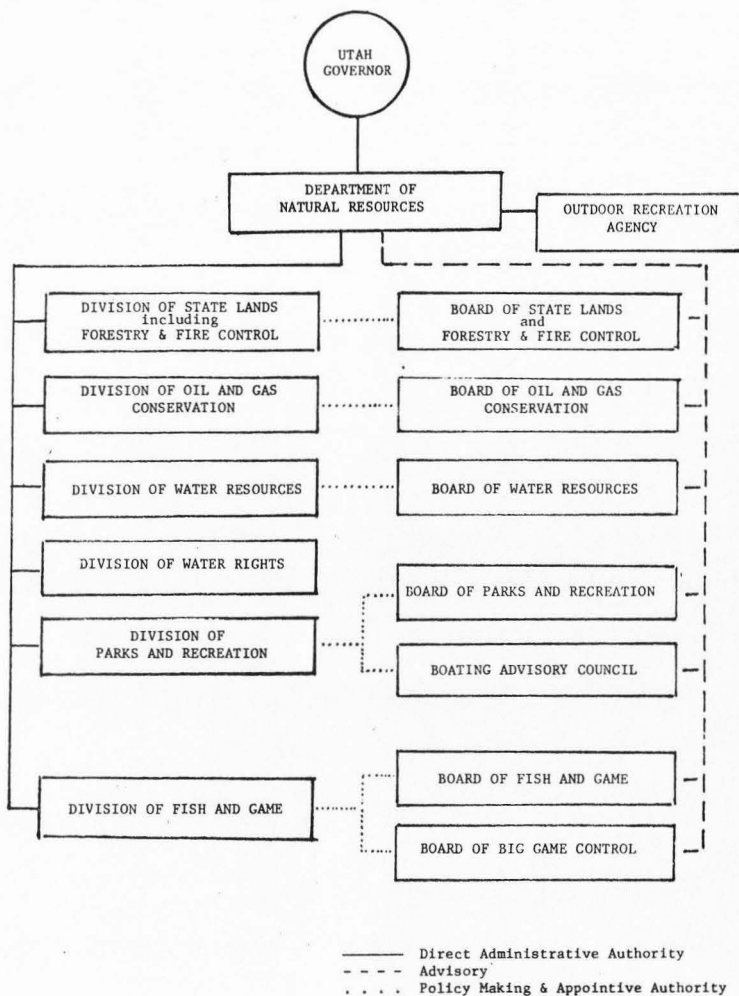 UTAH
GOVERNOR
DEPARTMENT OF
NATURAL RESOURCES
OUTDOOR RECREATION
AGENCY
DIVISION OF STATE LANDS
including
FORESTRY & FIRE CONTROL
BOARD OF STATE LANDS
and
FORESTRY & FIRE CONTROL
DIVISION OF OIL AND GAS
CONSERVATION
BOARD OF OIL AND GAS
CONSERVATION
DIVISION OF WATER RESOURCES
BOARD OF WATER RESOURCES
DIVISION OF WATER RIGHTS
BOARD OF PARKS AND RECREATION
DIVISION OF
PARKS AND RECREATION
BOATING ADVISORY COUNCIL
BOARD OF FISH AND GAME
DIVISION OF FISH AND GAME
BOARD OF BIG GAME CONTROL
Direct Administrative Authority
Advisory
Policy Making & Appointive Authority